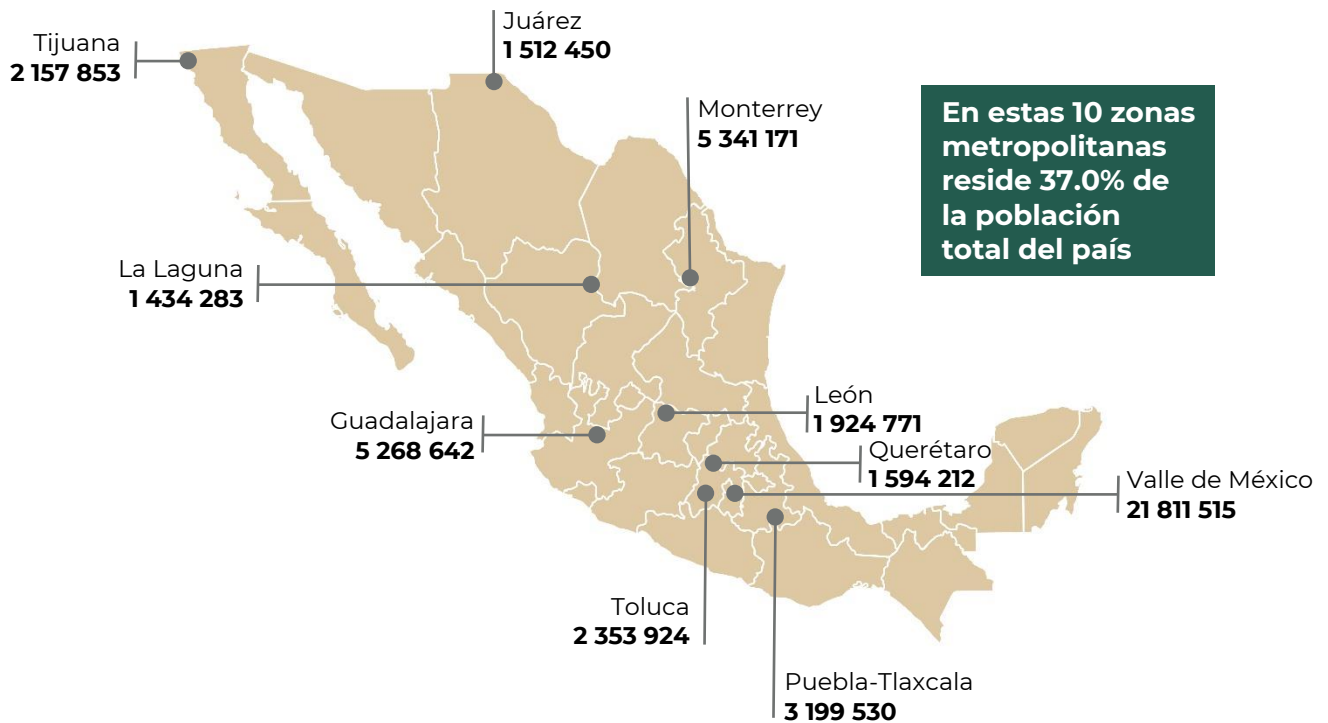 Juárez
1 512 450
Tijuana
2 157 853
Monterrey
5 341 171
En estas 10 zonas
metropolitanas
reside 37.0% de
la población
total del país
La Laguna
1 434 283
León
1 924 771
Guadalajara
5 268 642
Querétaro
1 594 212
Valle de México
21 811 515
Toluca
2 353 924
Puebla-Tlaxcala
3 199 530